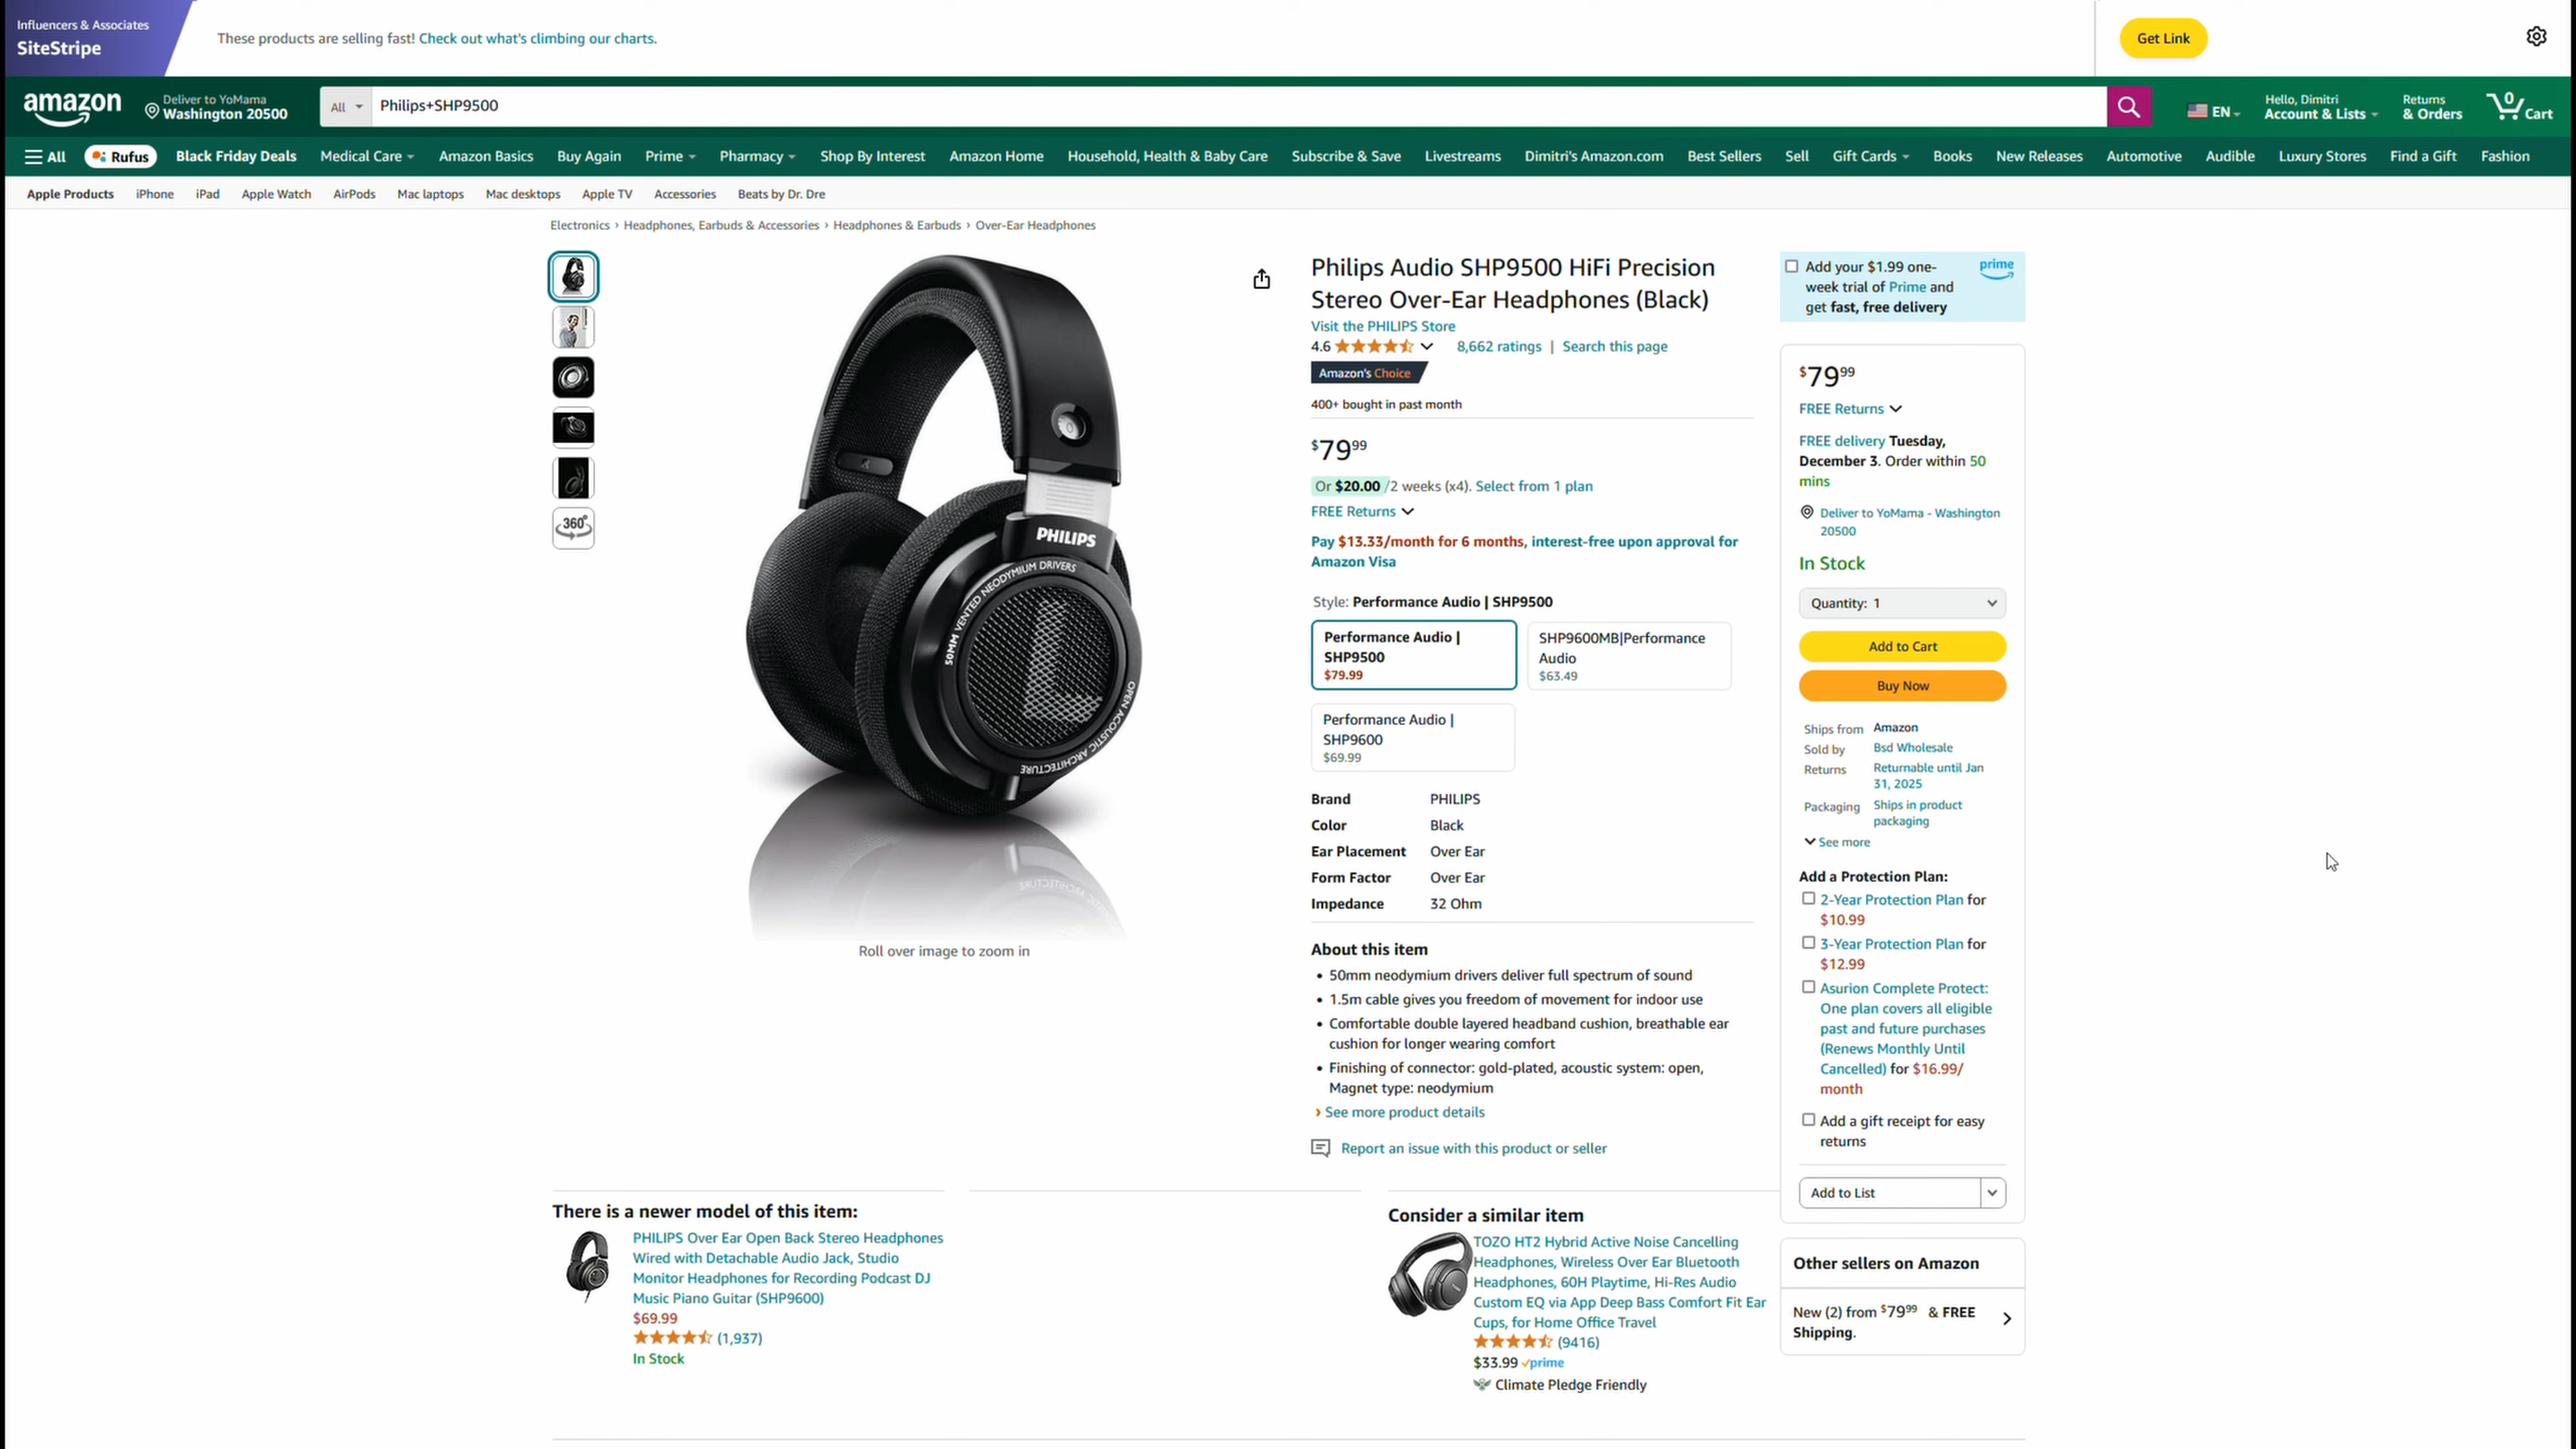 Influencers & Associates
SiteStripe
These products are selling fast! Check out what's climbing our charts.
Get Link
amazon
Deliver to YoMama
Washington 20500
All
Philips+SHP9500
EN
Hello, Dimitri
Account & Lists
Returns
& Orders
0
Cart
All
Rufus
Black Friday Deals
Medical Care
Amazon Basics
Buy Again
Prime
Pharmacy
Shop By Interest
Amazon Home
Household, Health & Baby Care
Subscribe & Save
Livestreams
Dimitri's Amazon.com
Best Sellers
Sell
Gift Cards
Books
New Releases
Automotive
Audible
Luxury Stores
Find a Gift
Fashion
Apple Products
iPhone
iPad
Apple Watch
AirPods
Mac laptops
Mac desktops
Apple TV
Accessories
Beats by Dr. Dre
Electronics › Headphones, Earbuds & Accessories › Headphones & Earbuds › Over-Ear Headphones
360°
PHILIPS
50MM VENTED NEODYMIUM DRIVERS
OPEN ACOUSTIC ARCHITECTURE
L
Roll over image to zoom in
Philips Audio SHP9500 HiFi Precision
Stereo Over-Ear Headphones (Black)
Visit the PHILIPS Store
4.6
8,662 ratings | Search this page
Amazon's Choice
400+ bought in past month
$79.99
Or $20.00 /2 weeks (x4). Select from 1 plan
FREE Returns
Pay $13.33/month for 6 months, interest-free upon approval for
Amazon Visa
Style: Performance Audio | SHP9500
Performance Audio |
SHP9500
$79.99
SHP9600MB|Performance
Audio
$63.49
Performance Audio |
SHP9600
$69.99
Brand PHILIPS
Color Black
Ear Placement Over Ear
Form Factor Over Ear
Impedance 32 Ohm
About this item
• 50mm neodymium drivers deliver full spectrum of sound
• 1.5m cable gives you freedom of movement for indoor use
• Comfortable double layered headband cushion, breathable ear
cushion for longer wearing comfort
• Finishing of connector: gold-plated, acoustic system: open,
Magnet type: neodymium
› See more product details
Report an issue with this product or seller
Add your $1.99 one-
week trial of Prime and
get fast, free delivery
prime
$79.99
FREE Returns
FREE delivery Tuesday,
December 3. Order within 50
mins
Deliver to YoMama - Washington
20500
In Stock
Quantity: 1
Add to Cart
Buy Now
Ships from Amazon
Sold by Bsd Wholesale
Returns Returnable until Jan
31, 2025
Packaging Ships in product
packaging
See more
Add a Protection Plan:
2-Year Protection Plan for
$10.99
3-Year Protection Plan for
$12.99
Asurion Complete Protect:
One plan covers all eligible
past and future purchases
(Renews Monthly Until
Cancelled) for $16.99/
month
Add a gift receipt for easy
returns
Add to List
Other sellers on Amazon
New (2) from $79.99 & FREE
Shipping.
There is a newer model of this item:
PHILIPS Over Ear Open Back Stereo Headphones
Wired with Detachable Audio Jack, Studio
Monitor Headphones for Recording Podcast DJ
Music Piano Guitar (SHP9600)
$69.99
(1,937)
In Stock
Consider a similar item
TOZO HT2 Hybrid Active Noise Cancelling
Headphones, Wireless Over Ear Bluetooth
Headphones, 60H Playtime, Hi-Res Audio
Custom EQ via App Deep Bass Comfort Fit Ear
Cups, for Home Office Travel
(9416)
$33.99 prime
Climate Pledge Friendly